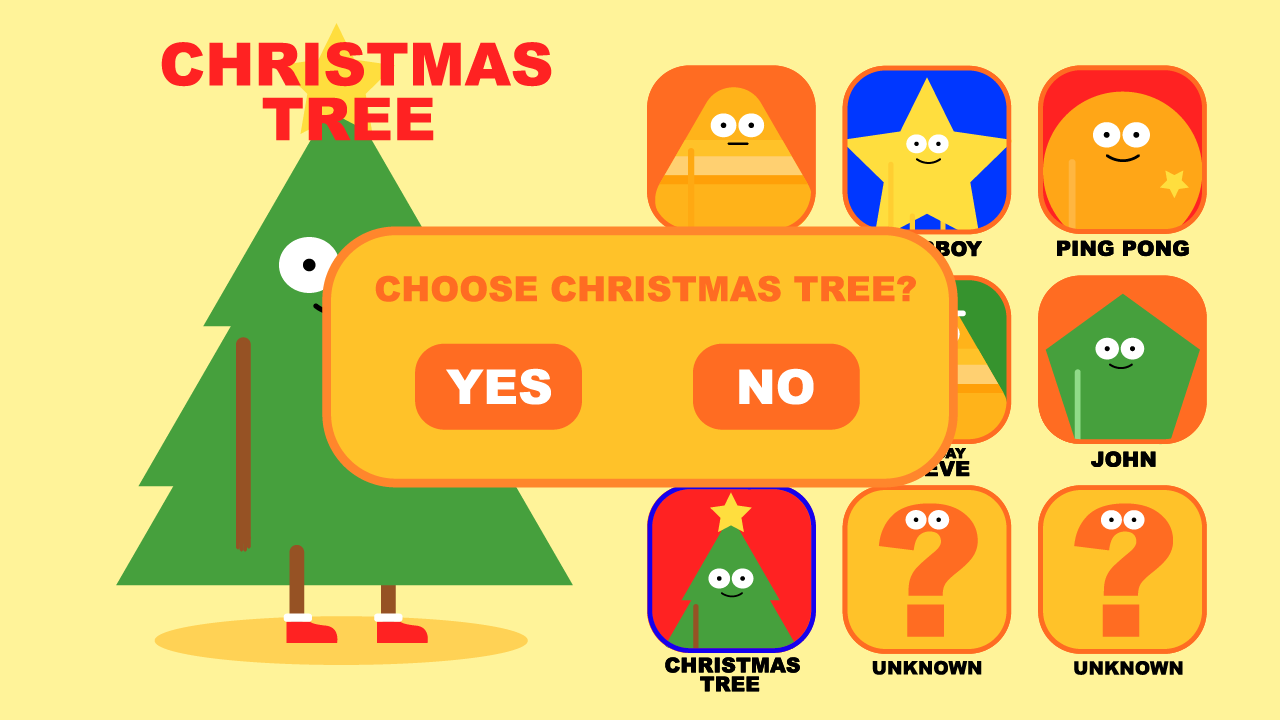 CHRISTMAS
TREE
PING PONG
CHOOSE CHRISTMAS TREE?
YES
NO
JOHN
CHRISTMAS
TREE
UNKNOWN
UNKNOWN